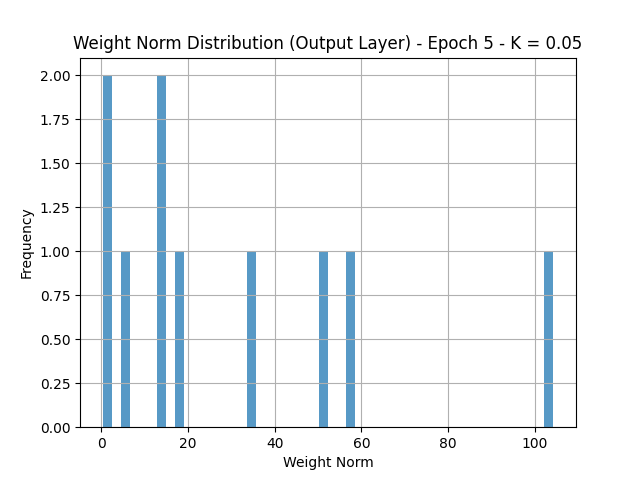 Weight Norm Distribution (Output Layer) - Epoch 5 - K = 0.05
2.00
1.75
1.50
1.25
1.00
0.75
0.50
0.25
0.00
Frequency
0 20 40 60 80 100
Weight Norm